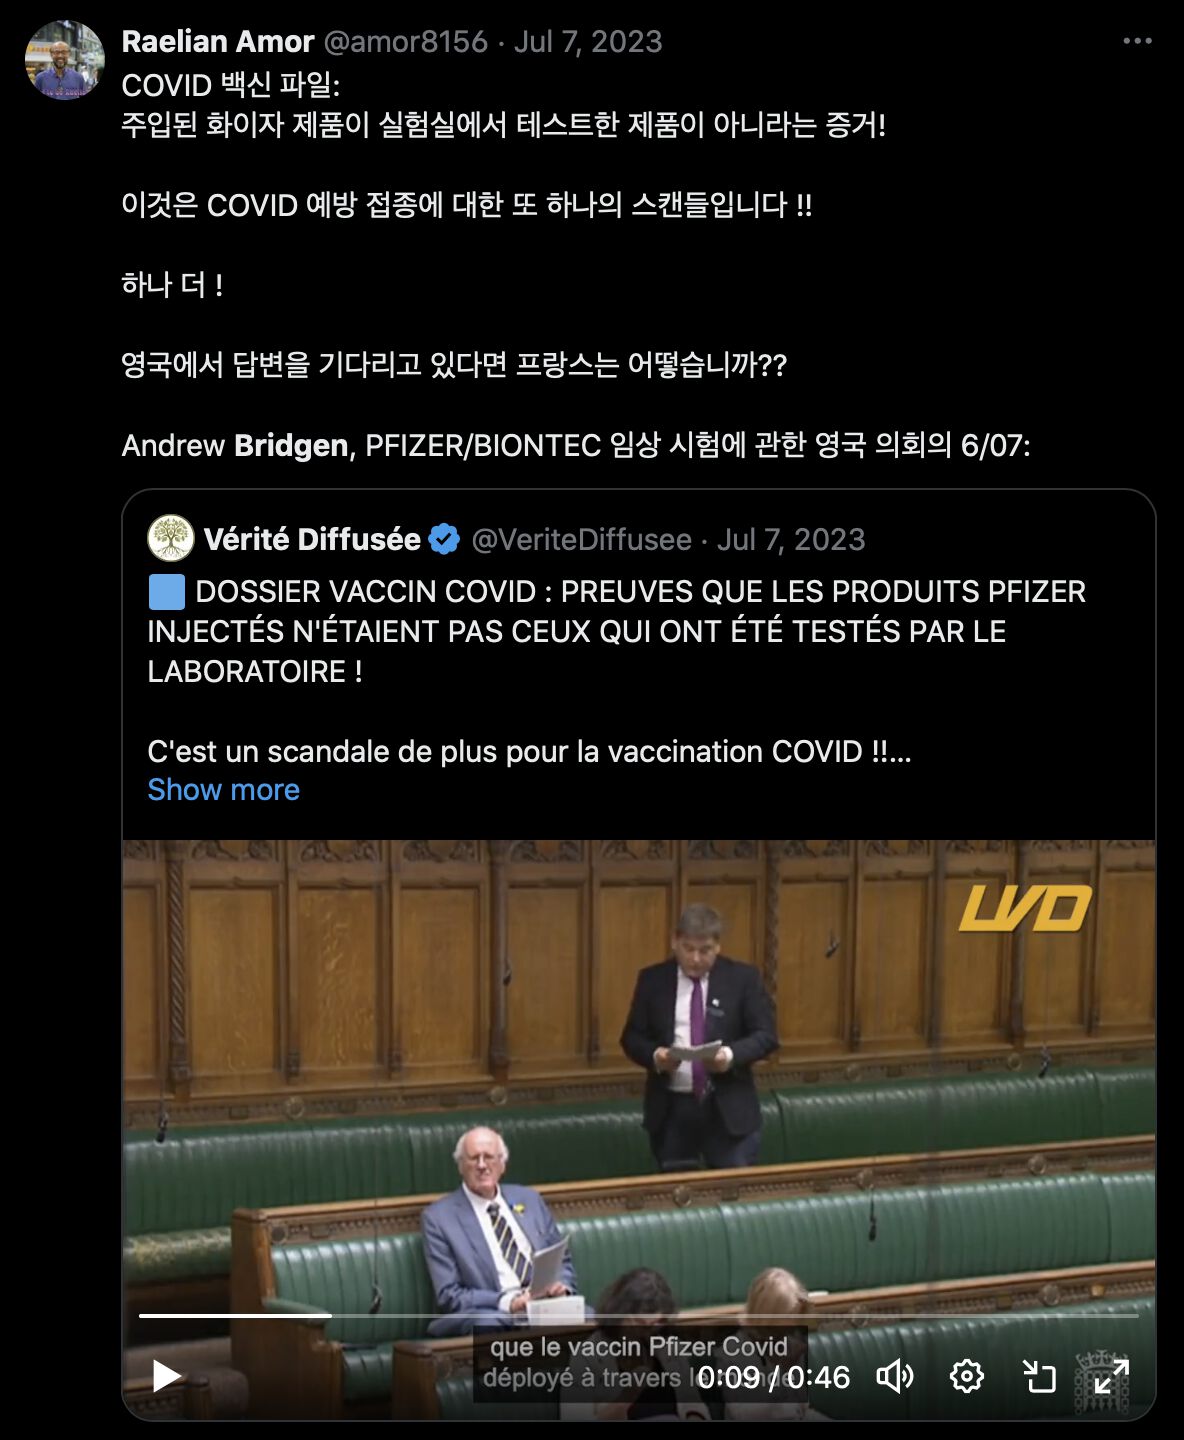 Raelian Amor @amor8156 · Jul 7, 2023
COVID 백신 파일:
주입된 화이자 제품이 실험실에서 테스트한 제품이 아니라는 증거!
이것은 COVID 예방 접종에 대한 또 하나의 스캔들입니다 !!
하나 더 !
영국에서 답변을 기다리고 있다면 프랑스는 어떻습니까??
Andrew Bridgen, PFIZER/BIONTEC 임상 시험에 관한 영국 의회의 6/07:
Vérité Diffusée @VeriteDiffusee · Jul 7, 2023
DOSSIER VACCIN COVID : PREUVES QUE LES PRODUITS PFIZER
INJECTÉS N'ÉTAIENT PAS CEUX QUI ONT ÉTÉ TESTÉS PAR LE
LABORATOIRE !
C'est un scandale de plus pour la vaccination COVID !!...
Show more
LVD
que le vaccin Pfizer Covid
déployé à travers le monde
0:09 / 0:46